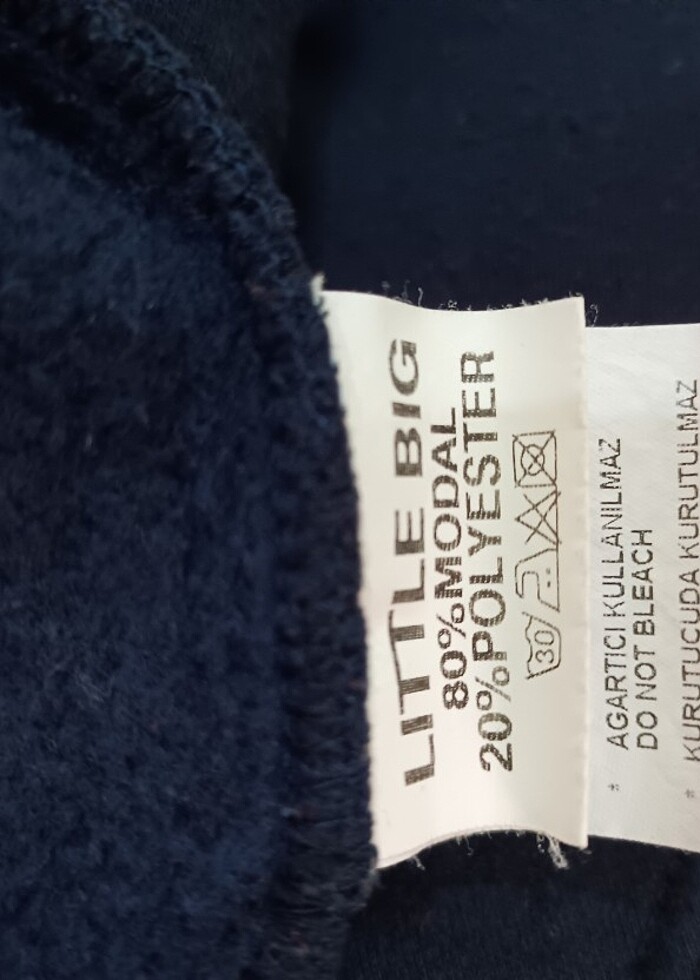 LITTLE BIG
80%MODAL
20%POLYESTER
30
* AGARTICI KULLANILMAZ
DO NOT BLEACH
* KURUTUCUDA KURUTULMAZ